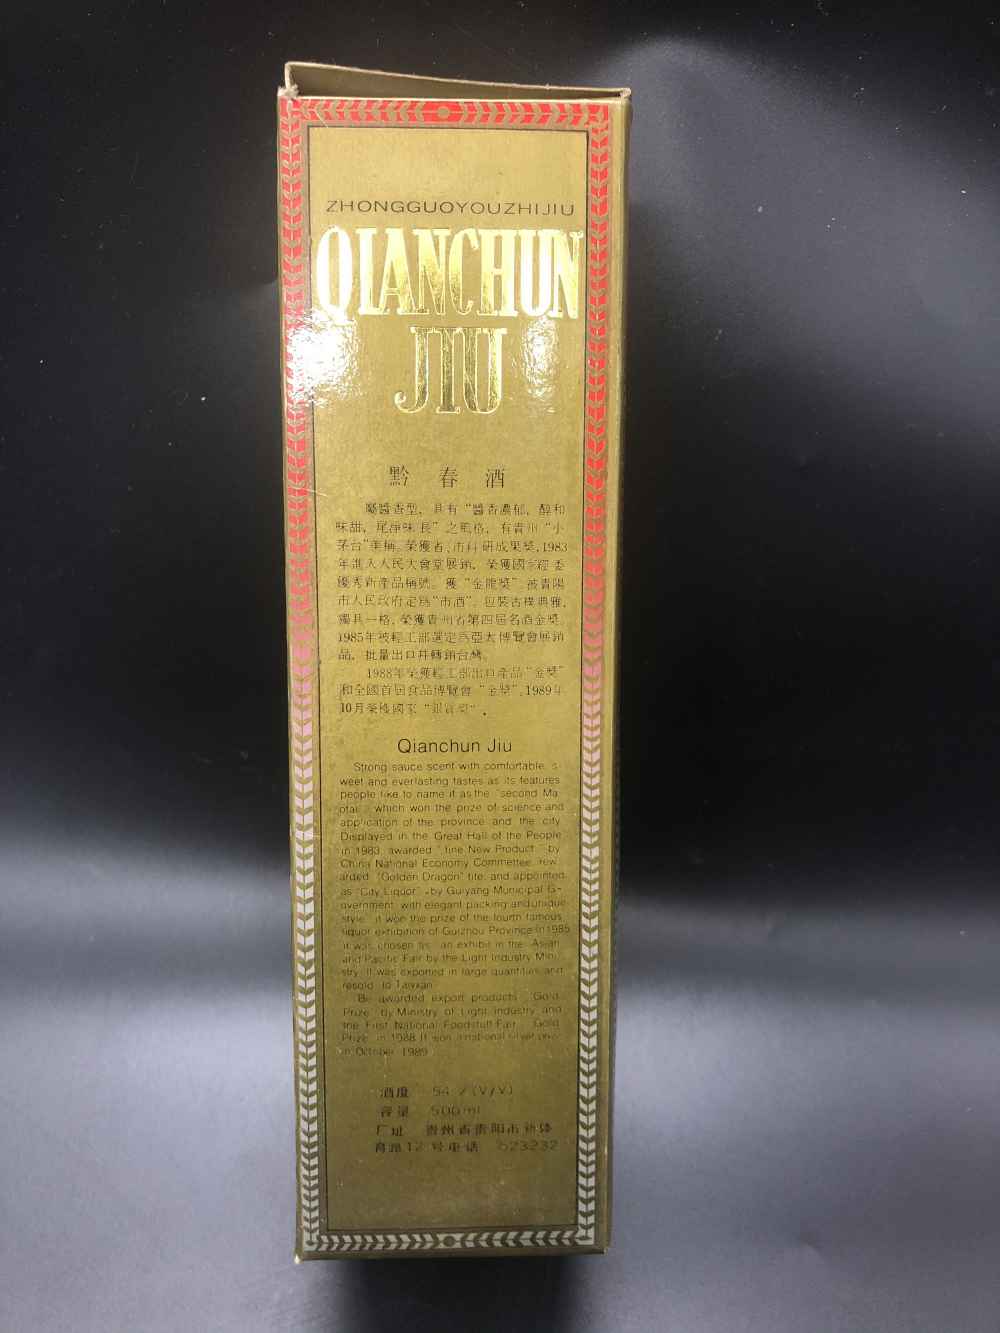 ZHONGGUOYOUZHIJIU
QIANCHUN
JIU
黔春酒
屬醬香型，具有“醬香濃郁，醇和
味甜，尾淨味長”之風格，有貴州“小
茅台”美稱。榮獲省、市科研成果獎，1983
年進入人民大會堂展銷，榮獲國家經委
優秀新產品稱號。獲“金龍獎”，被貴陽
市人民政府定爲“市酒”，包裝古樸典雅，
獨具一格，榮獲貴州省第四屆名酒金獎，
1985年被輕工部選定爲亞太博覽會展銷
品，批量出口并轉銷台灣。
1988年榮獲輕工部出口產品“金獎”
和全國首屆食品博覽會“金獎”，1989年
10月榮獲國家“銀質獎”．
Qianchun Jiu
Strong sauce scent with comfortable, s-
weet and everlasting tastes as its features
people like to name it as the “second Ma
otai”, which won the prize of science and
application of the province and the city.
Displayed in the Great Hall of the People
in 1983, awarded “fine New Product” by
China National Economy Committee, rew
arded “Golden Dragon” tite, and appointed
as “City Liquor”, by Guiyang Municipal G-
overnment, with elegant packing and unique
style, it won the prize of the fourth famous
liquor exhibition of Guizhou Province In 1985
it was chosen as an exhibit in the Asian
and Pacific Fair by the Light Industry Mini
stry. It was exported in large quantities and
resold to Taiwan
Be awarded export products “Gold
Prize” by Ministry of Light Industry and
the First National Foodstuff Fair “Gold
Prize” in 1988 It won a national silver prize
in October 1989
酒度 54%(V/V)
容量 500ml
厂址 贵州省贵阳市
路12号电话 623232